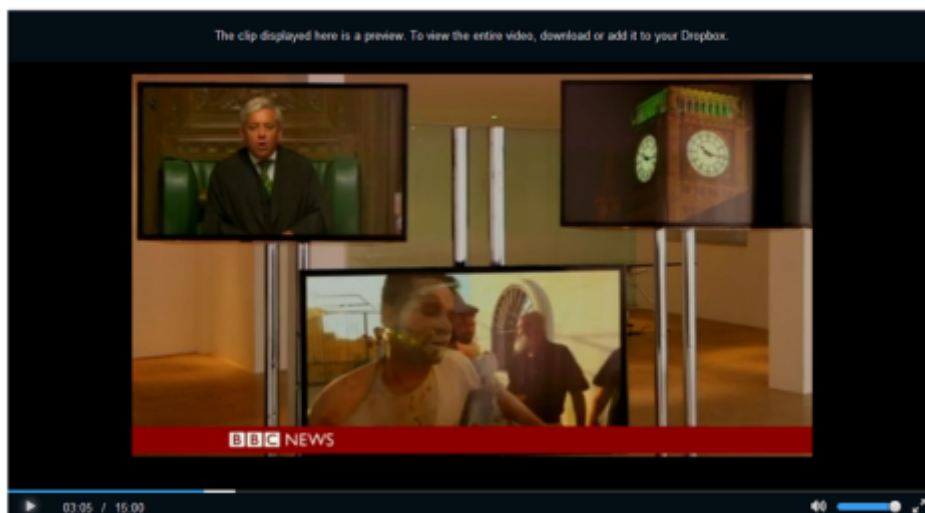 The clip displayed here is a preview. To view the entire video, download or add it to your Dropbox.
BBC NEWS
03:05 / 15:00